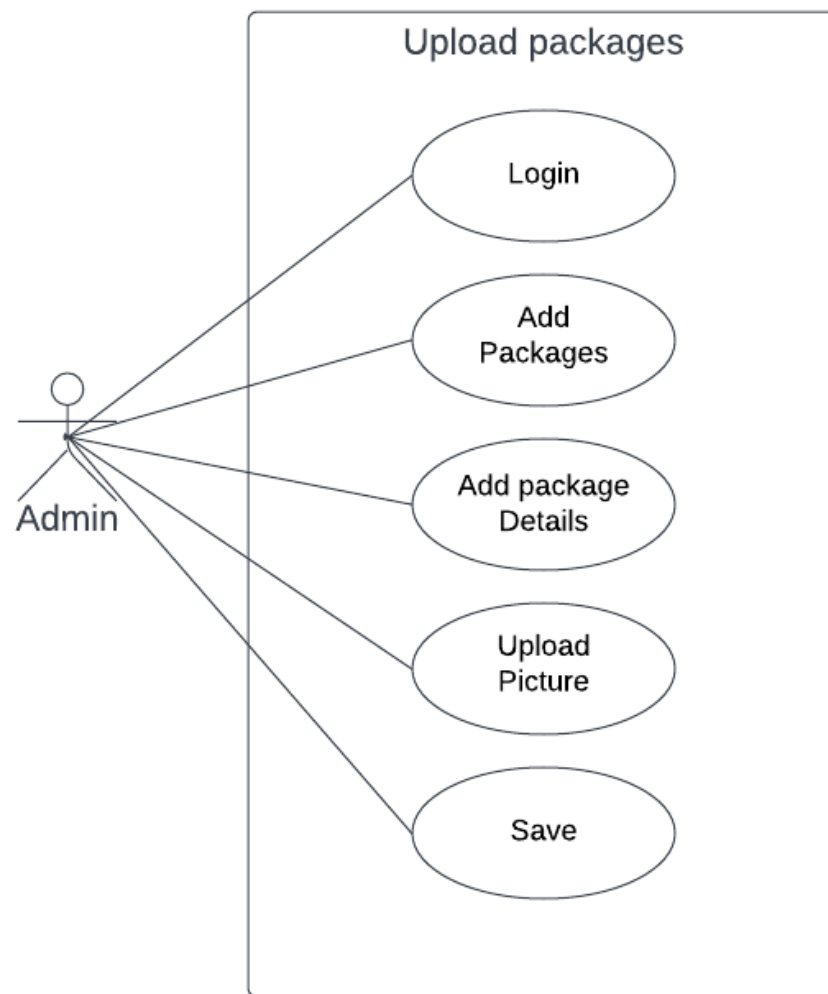 Upload packages
Login
Add
Packages
Add package
Details
Admin
Upload
Picture
Save